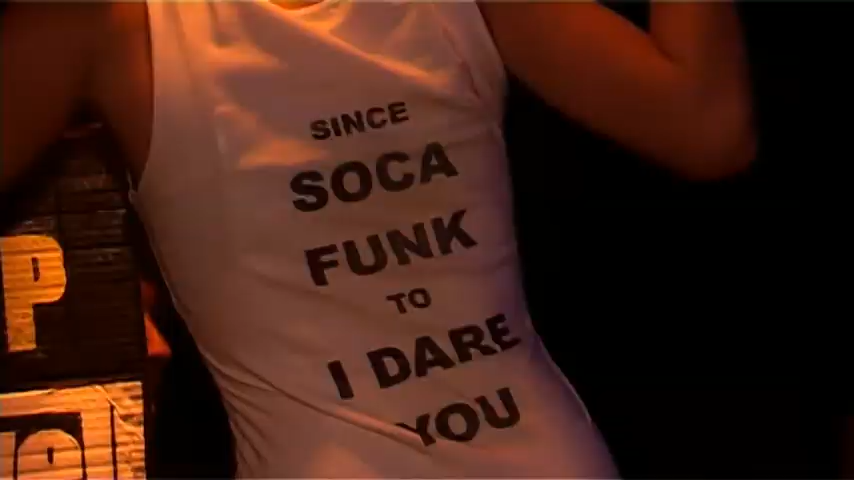 SINCE
SOCA
FUNK
TO
I DARE
YOU
P